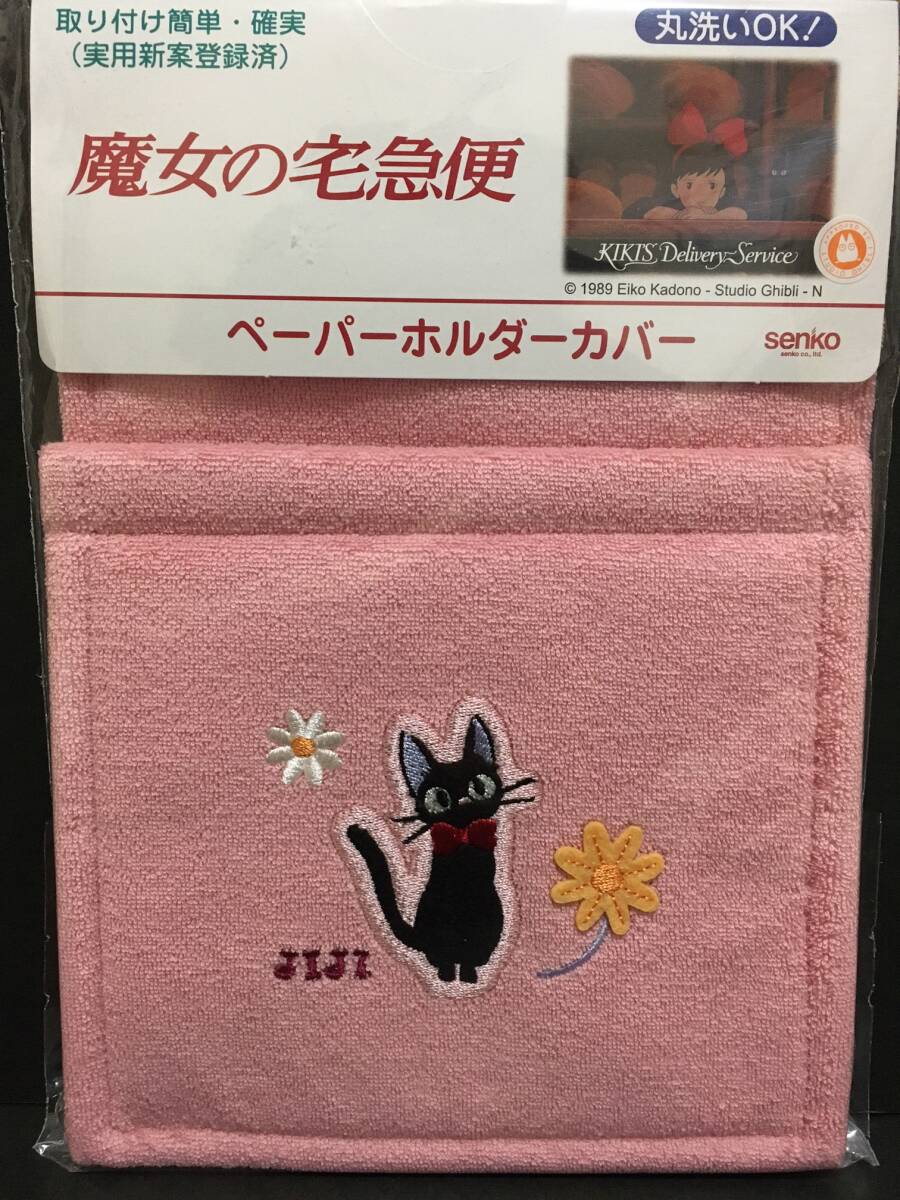 取り付け簡単・確実
(実用新案登録済)
丸洗いOK!
魔女の宅急便
KIKI'S Delivery Service
© 1989 Eiko Kadono - Studio Ghibli - N
ペーパーホルダーカバー
senko
senko co., ltd.
JIJI